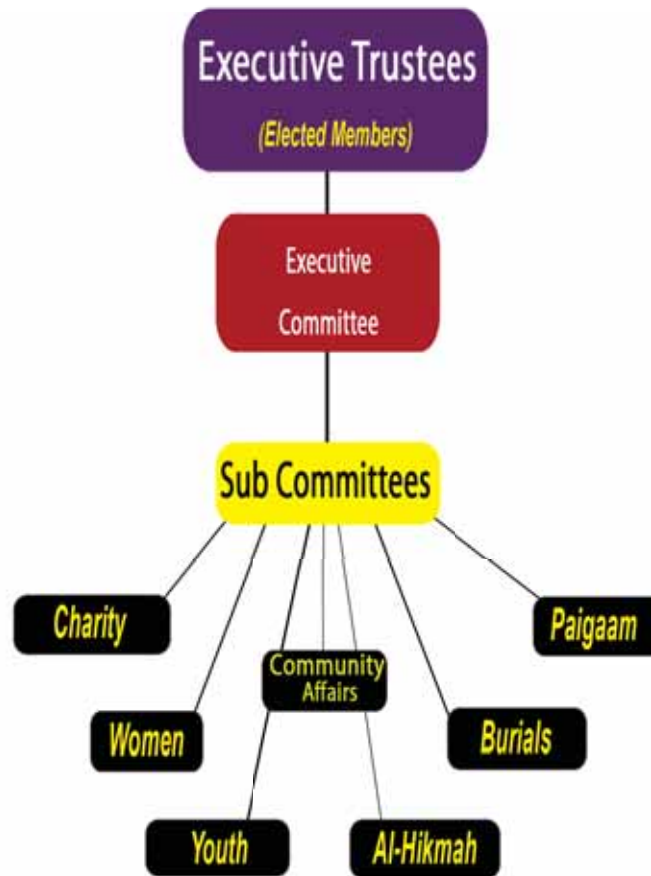 Executive Trustees
(Elected Members)
Executive
Committee
Sub Committees
Charity
Paigaam
Community
Affairs
Women
Burials
Youth
Al-Hikmah